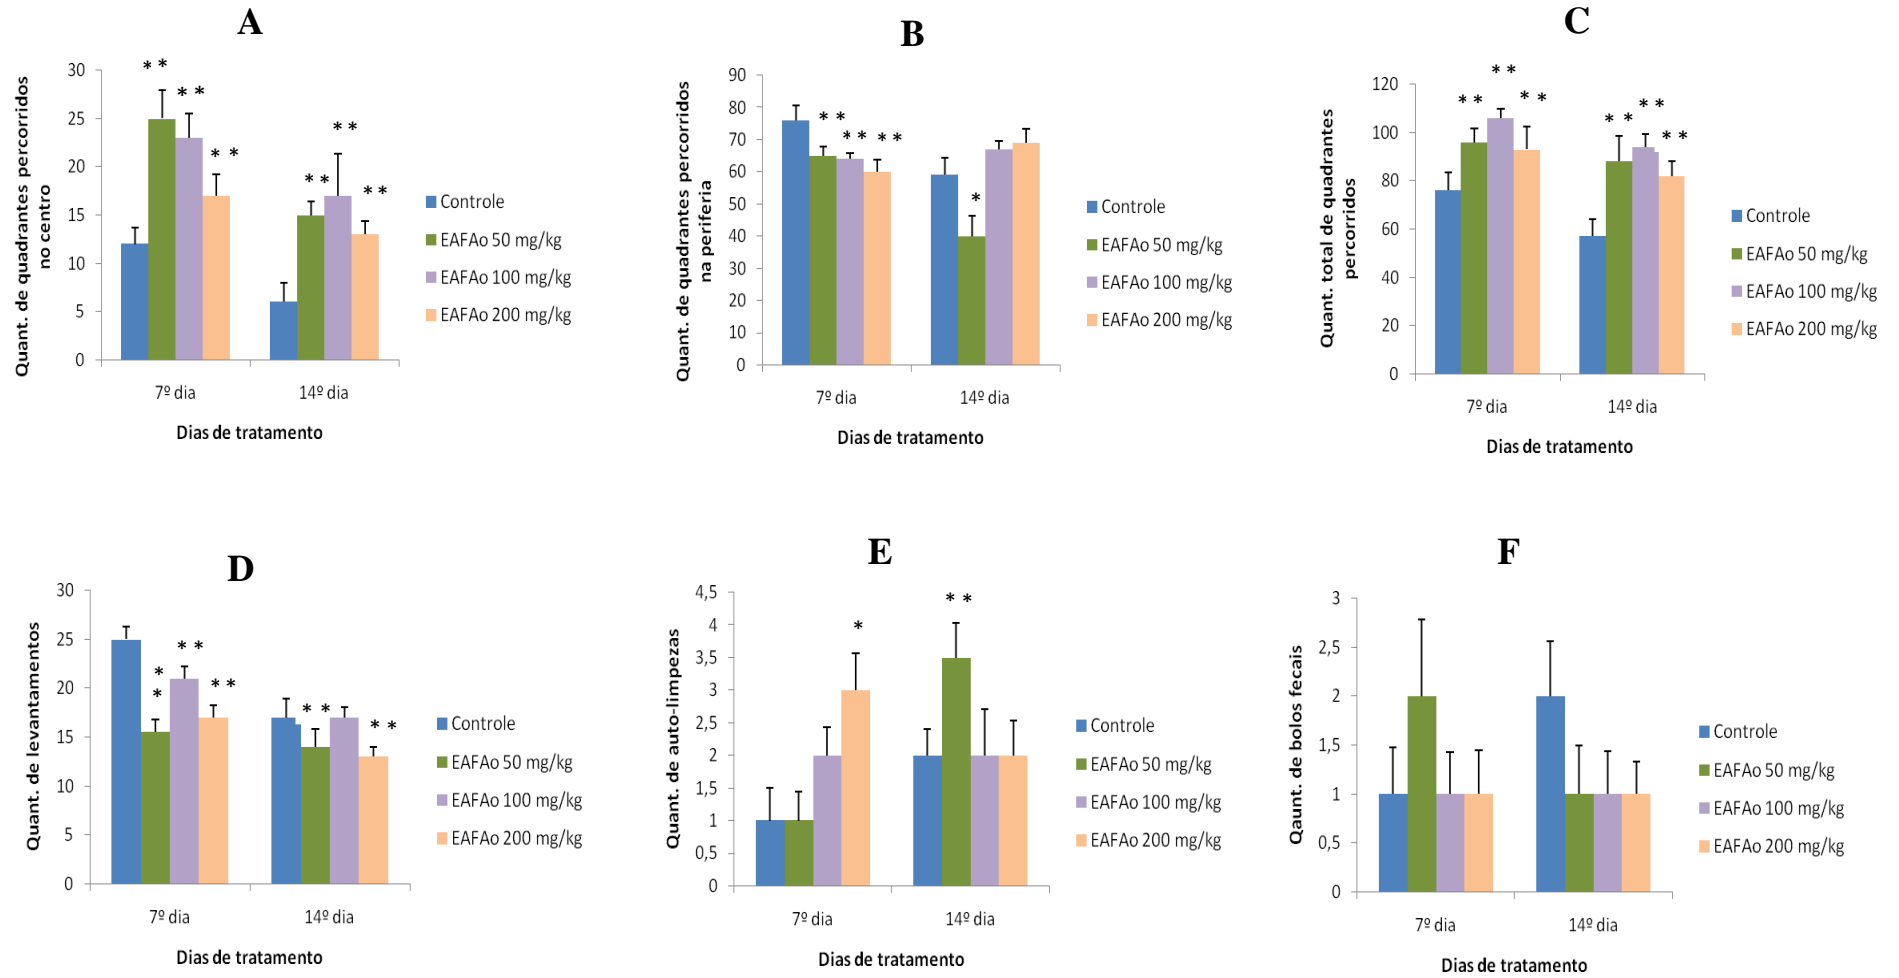 A
Quant. de quadrantes percorridos
no centro
30
25
20
15
10
5
0
* *
* *
* *
* *
* *
* *
7º dia
14º dia
Dias de tratamento
Controle
EAFAo 50 mg/kg
EAFAo 100 mg/kg
EAFAo 200 mg/kg
B
Quant. de quadrantes percorridos
na periferia
90
80
70
60
50
40
30
20
10
0
* *
* *
* *
*
7º dia
14º dia
Dias de tratamento
Controle
EAFAo 50 mg/kg
EAFAo 100 mg/kg
EAFAo 200 mg/kg
C
Quant. total de quadrantes
percorridos
120
100
80
60
40
20
0
* *
* *
* *
* *
* *
* *
7º dia
14º dia
Dias de tratamento
Controle
EAFAo 50 mg/kg
EAFAo 100 mg/kg
EAFAo 200 mg/kg
D
Quant. de levantamentos
30
25
20
15
10
5
0
*
*
* *
* *
* *
* *
7º dia
14º dia
Dias de tratamento
Controle
EAFAo 50 mg/kg
EAFAo 100 mg/kg
EAFAo 200 mg/kg
E
Quant. de auto-limpezas
4,5
4
3,5
3
2,5
2
1,5
1
0,5
0
*
* *
7º dia
14º dia
Dias de tratamento
Controle
EAFAo 50 mg/kg
EAFAo 100 mg/kg
EAFAo 200 mg/kg
F
Qaunt. de bolos fecais
3
2,5
2
1,5
1
0,5
0
7º dia
14º dia
Dias de tratamento
Controle
EAFAo 50 mg/kg
EAFAo 100 mg/kg
EAFAo 200 mg/kg